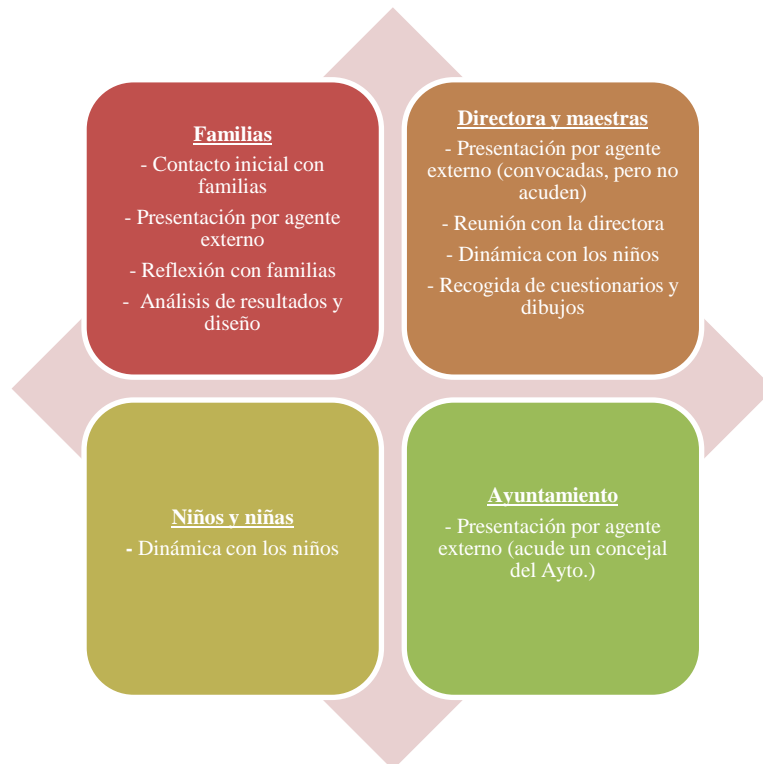 Familias
- Contacto inicial con
familias
- Presentación por agente
externo
- Reflexión con familias
- Análisis de resultados y
diseño
Directora y maestras
- Presentación por agente
externo (convocadas, pero no
acuden)
- Reunión con la directora
- Dinámica con los niños
- Recogida de cuestionarios y
dibujos
Niños y niñas
- Dinámica con los niños
Ayuntamiento
- Presentación por agente
externo (acude un concejal
del Ayto.)